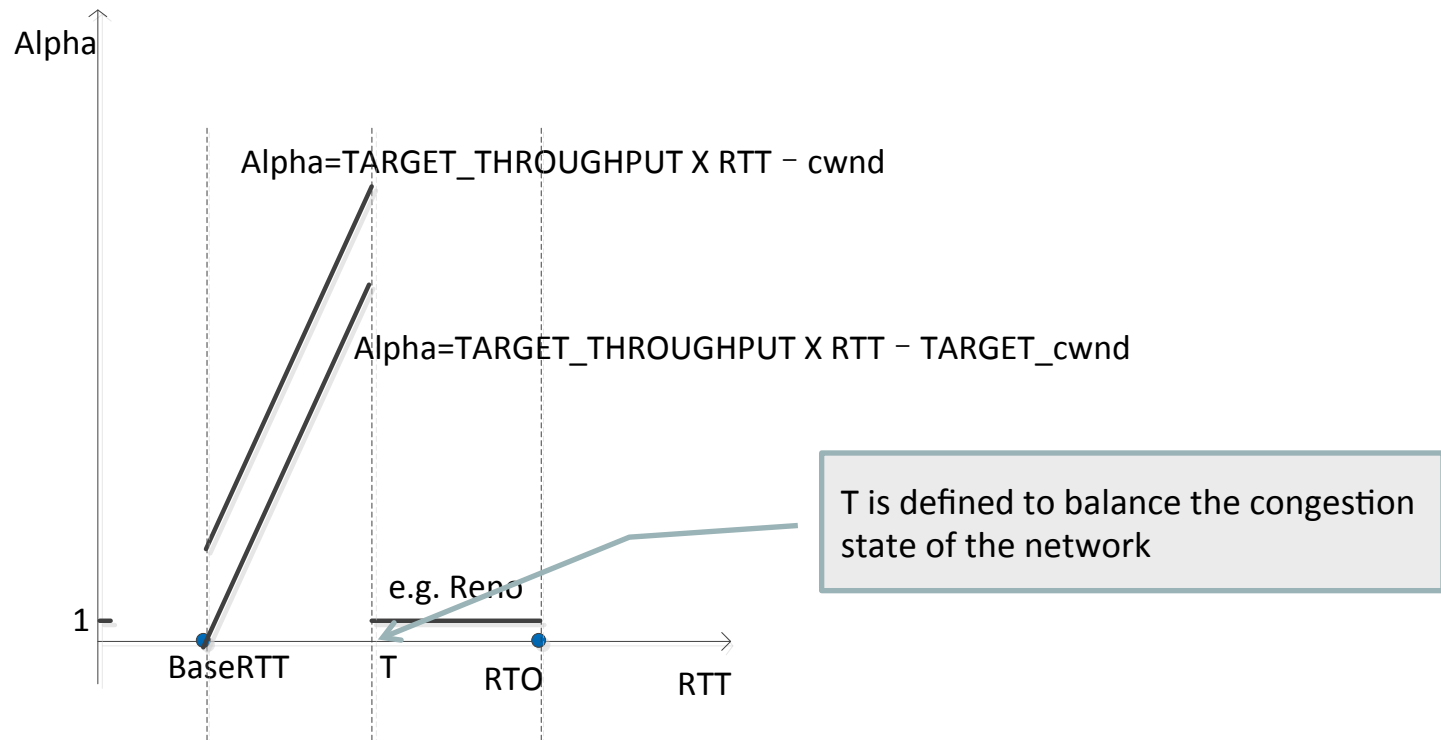 Alpha
Alpha=TARGET_THROUGHPUT X RTT – cwnd
Alpha=TARGET_THROUGHPUT X RTT – TARGET_cwnd
T is defined to balance the congestion
state of the network
e.g. Reno
1
BaseRTT
T
RTO
RTT